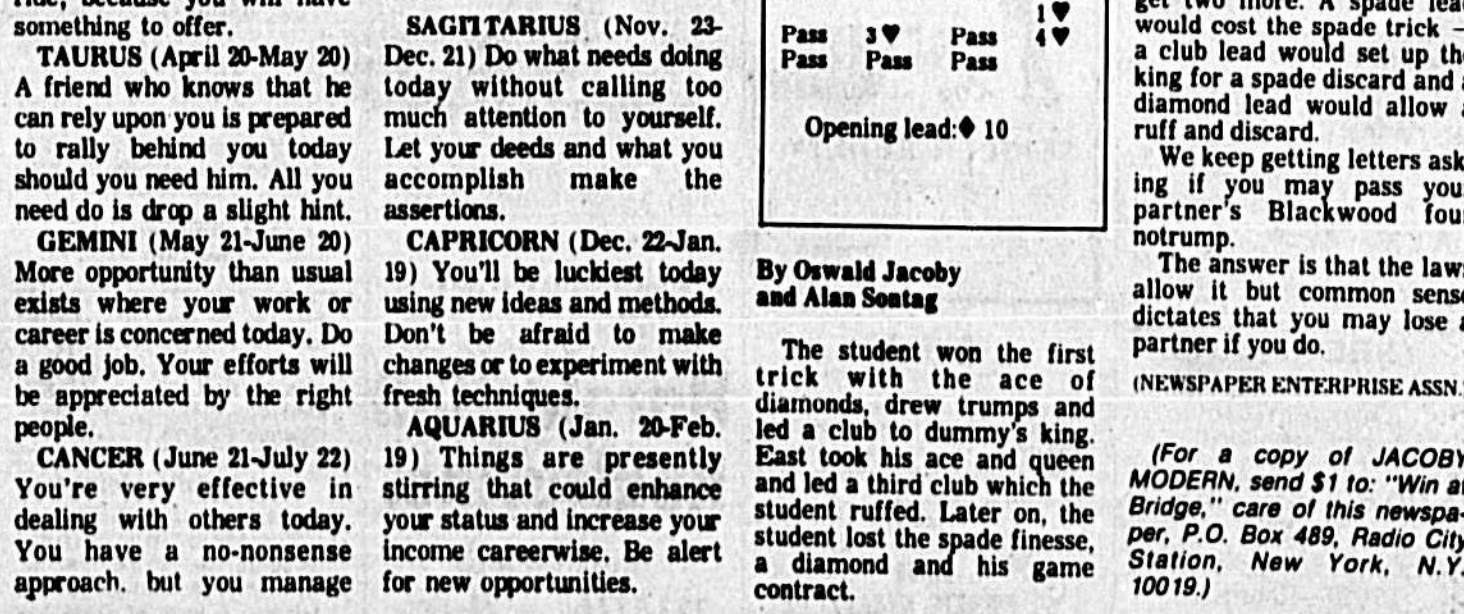 something to offer.
TAURUS (April 20-May 20)
A friend who knows that he
can rely upon you is prepared
to rally behind you today
should you need him. All you
need do is drop a slight hint.
GEMINI (May 21-June 20)
More opportunity than usual
exists where your work or
career is concerned today. Do
a good job. Your efforts will
be appreciated by the right
people.
CANCER (June 21-July 22)
You're very effective in
dealing with others today.
You have a no-nonsense
approach, but you manage
SAGITTARIUS (Nov. 23-
Dec. 21) Do what needs doing
today without calling too
much attention to yourself.
Let your deeds and what you
accomplish make the
assertions.
CAPRICORN (Dec. 22-Jan.
19) You'll be luckiest today
using new ideas and methods.
Don't be afraid to make
changes or to experiment with
fresh techniques.
AQUARIUS (Jan. 20-Feb.
19) Things are presently
stirring that could enhance
your status and increase your
income careerwise. Be alert
for new opportunities.
1♥
Pass 3♥ Pass 4♥
Pass Pass Pass
Opening lead:♦ 10
By Oswald Jacoby
and Alan Sontag
The student won the first
trick with the ace of
diamonds, drew trumps and
led a club to dummy's king.
East took his ace and queen
and led a third club which the
student ruffed. Later on, the
student lost the spade finesse,
a diamond and his game
contract.
get two more. A spade lead
would cost the spade trick —
a club lead would set up the
king for a spade discard and a
diamond lead would allow a
ruff and discard.
We keep getting letters ask-
ing if you may pass your
partner's Blackwood four
notrump.
The answer is that the laws
allow it but common sense
dictates that you may lose a
partner if you do.
(NEWSPAPER ENTERPRISE ASSN.)
(For a copy of JACOBY
MODERN, send $1 to: "Win at
Bridge," care of this newspa-
per, P.O. Box 489, Radio City
Station, New York, N.Y.
10019.)